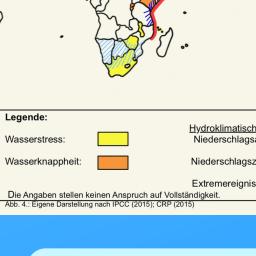 Legende:
Hydroklimatisch
Wasserstress:
Niederschlags
Wasserknappheit:
Niederschlagsz
Extremereignis
Die Angaben stellen keinen Anspruch auf Vollständigkeit.
Abb. 4.: Eigene Darstellung nach IPCC (2015); CRP (2015)